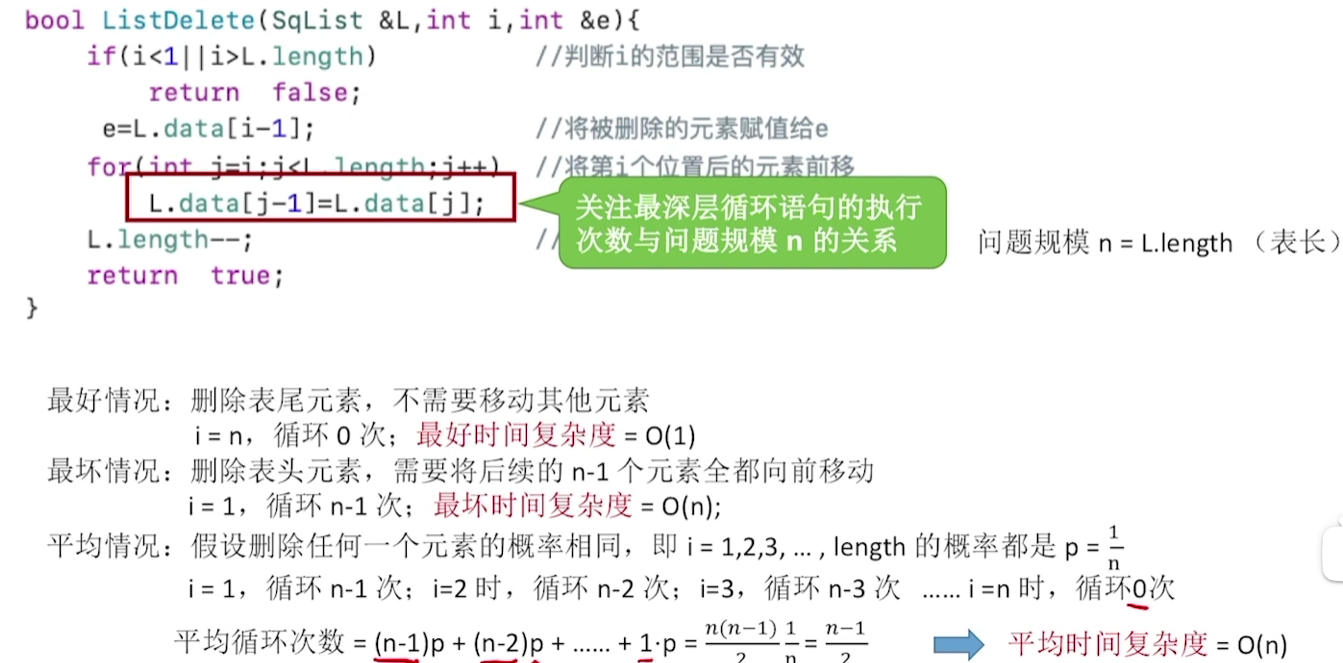 bool ListDelete(SqList &L,int i,int &e){
if(i<1||i>L.length) //判断i的范围是否有效
return false;
e=L.data[i-1]; //将被删除的元素赋值给e
for(int j=i;j<L.length;j++) //将第i个位置后的元素前移
L.data[j-1]=L.data[j];
关注最深层循环语句的执行
次数与问题规模 n 的关系
L.length--; //
问题规模 n = L.length （表长）
return true;
}
最好情况：删除表尾元素，不需要移动其他元素
i = n，循环 0 次；最好时间复杂度 = O(1)
最坏情况：删除表头元素，需要将后续的 n-1 个元素全都向前移动
i = 1，循环 n-1 次；最坏时间复杂度 = O(n);
平均情况：假设删除任何一个元素的概率相同，即 i = 1,2,3, … , length 的概率都是 p = 1/n
i = 1，循环 n-1 次；i=2 时，循环 n-2 次；i=3，循环 n-3 次 …… i =n 时，循环0次
平均循环次数 = (n-1)p + (n-2)p + …… + 1·p = n(n−1)/2 1/n = n−1/2 平均时间复杂度 = O(n)